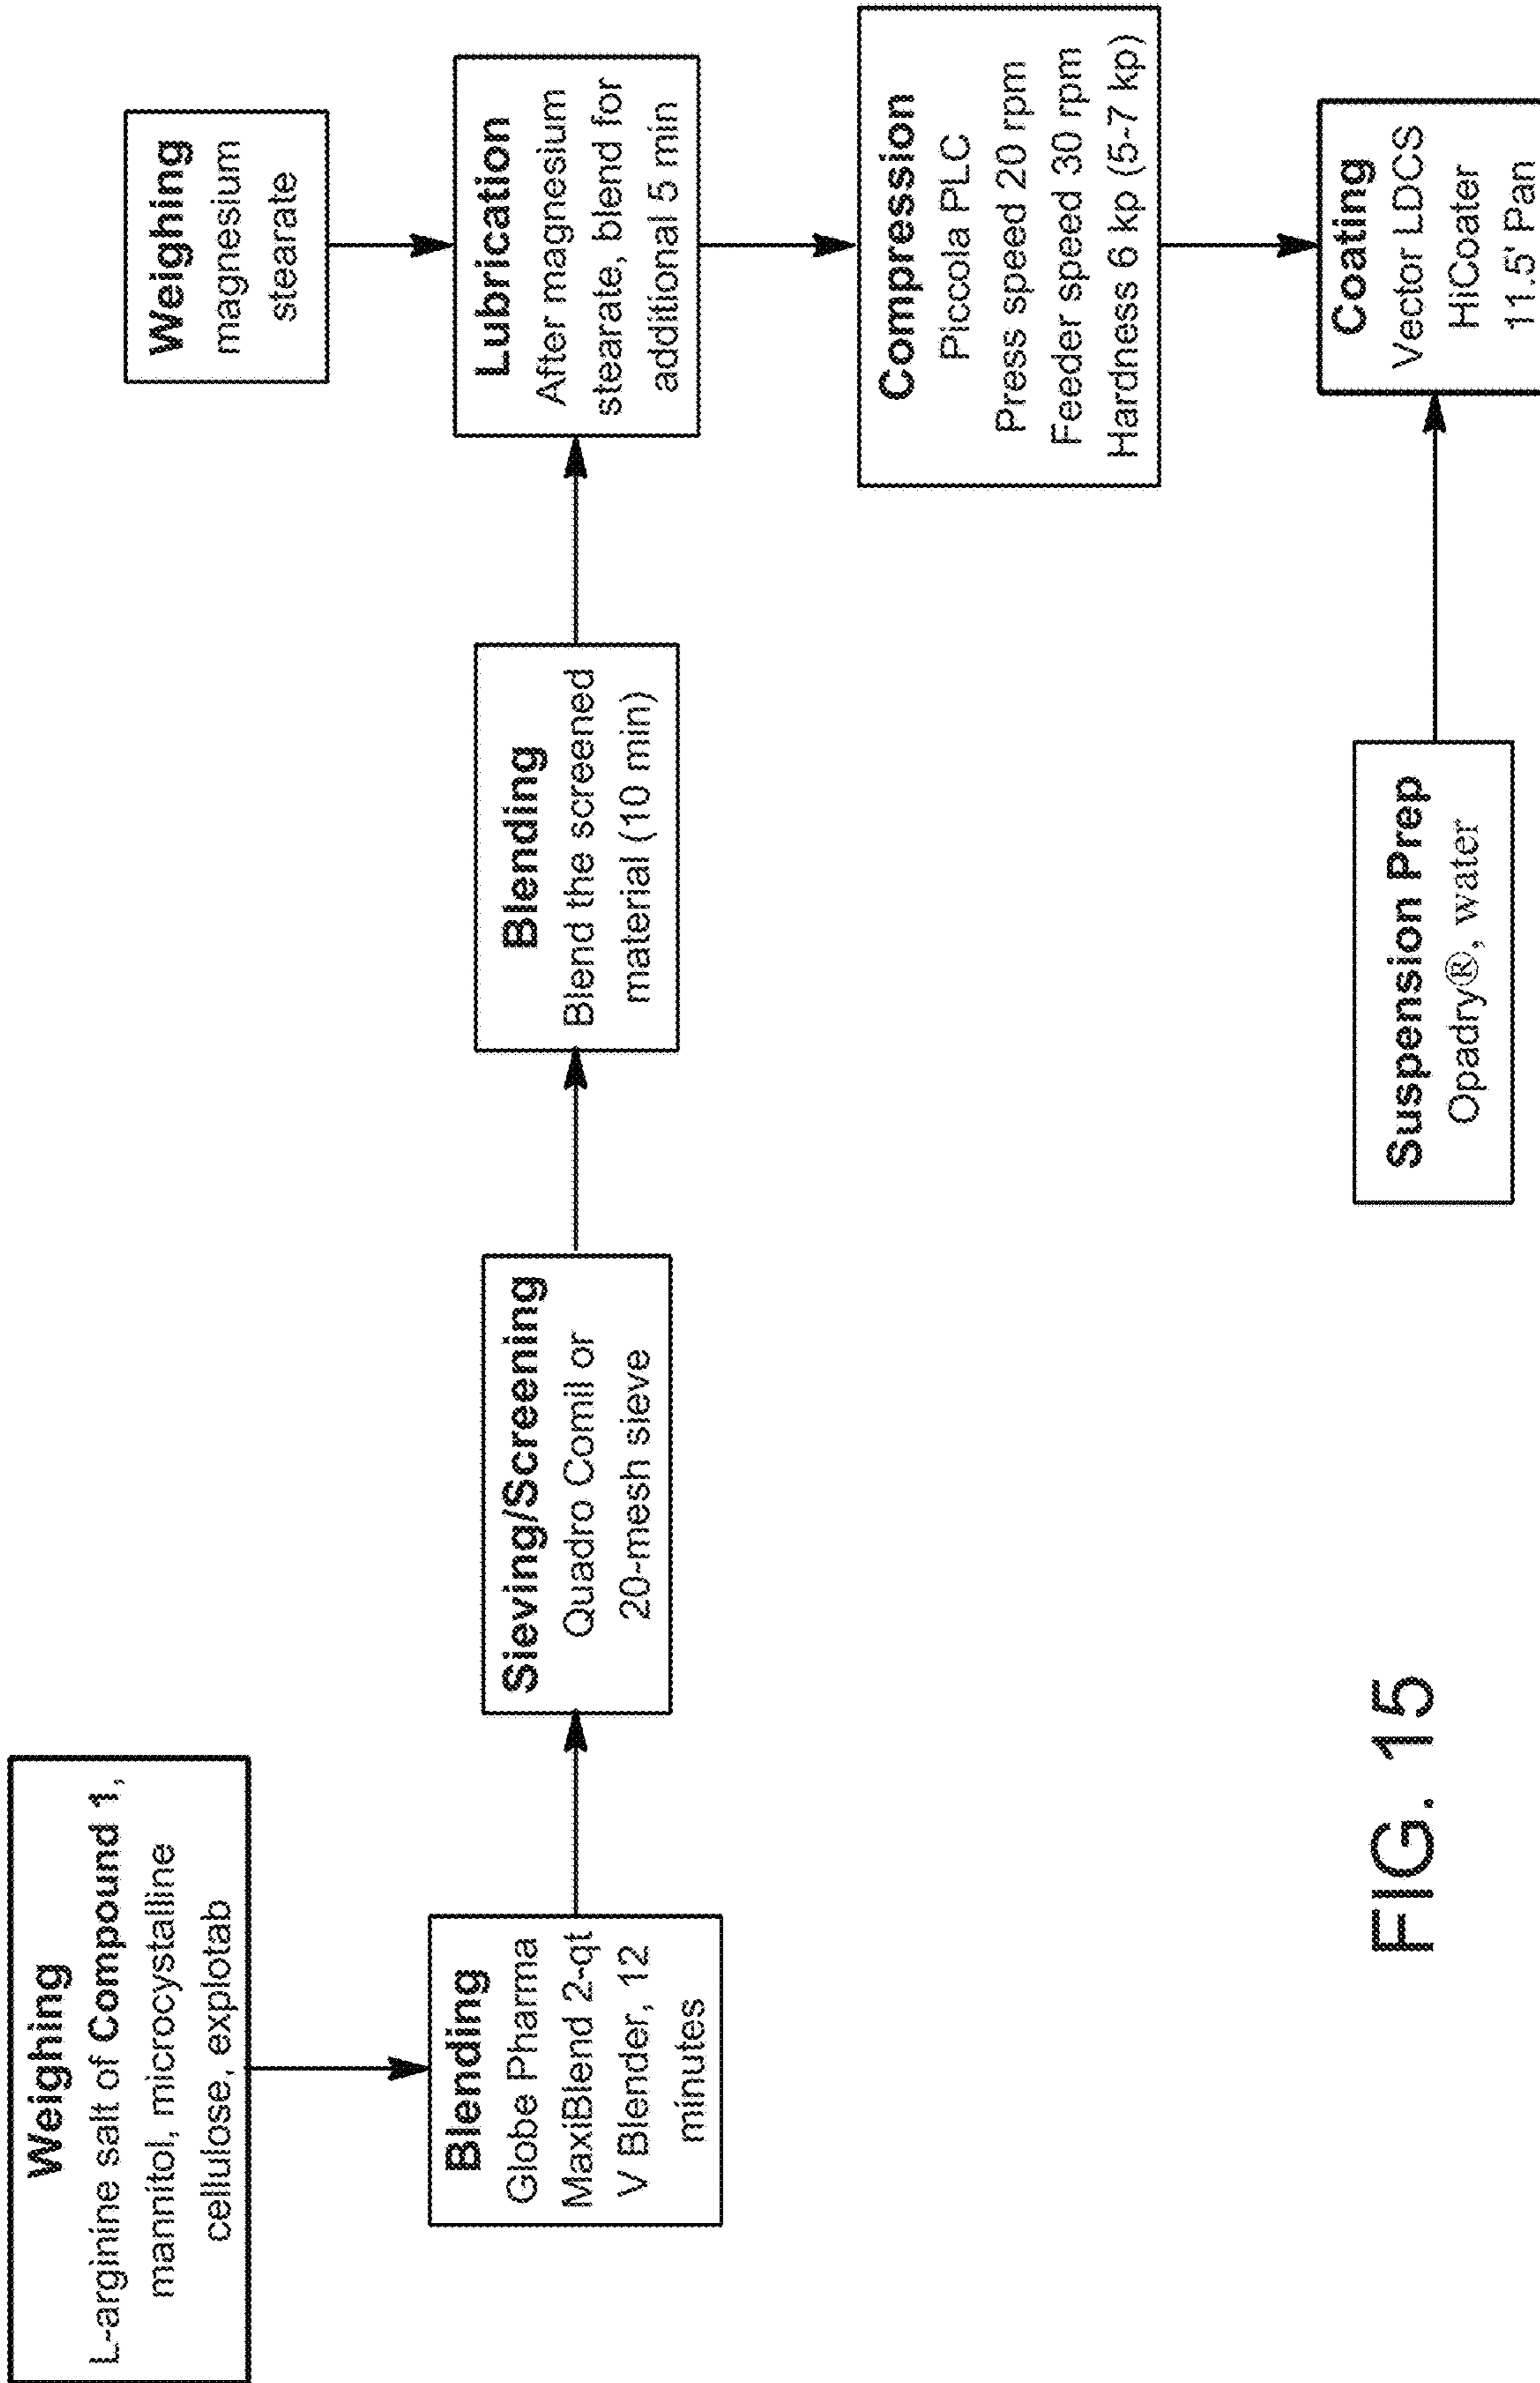 Weighing
L-arginine salt of Compound 1,
mannitol, microcystalline
cellulose, explotab
Blending
Globe Pharma
MaxiBlend 2-qt
V Blender, 12
minutes
Sieving/Screening
Quadro Comil or
20-mesh sieve
Blending
Blend the screened
material (10 min)
Weighing
magnesium
stearate
Lubrication
After magnesium
stearate, blend for
additional 5 min
Compression
Piccola PLC
Press speed 20 rpm
Feeder speed 30 rpm
Hardness 6 kp (5-7 kp)
Suspension Prep
Opadry®, water
Coating
Vector LDCS
HiCoater
11.5' Pan
FIG. 15